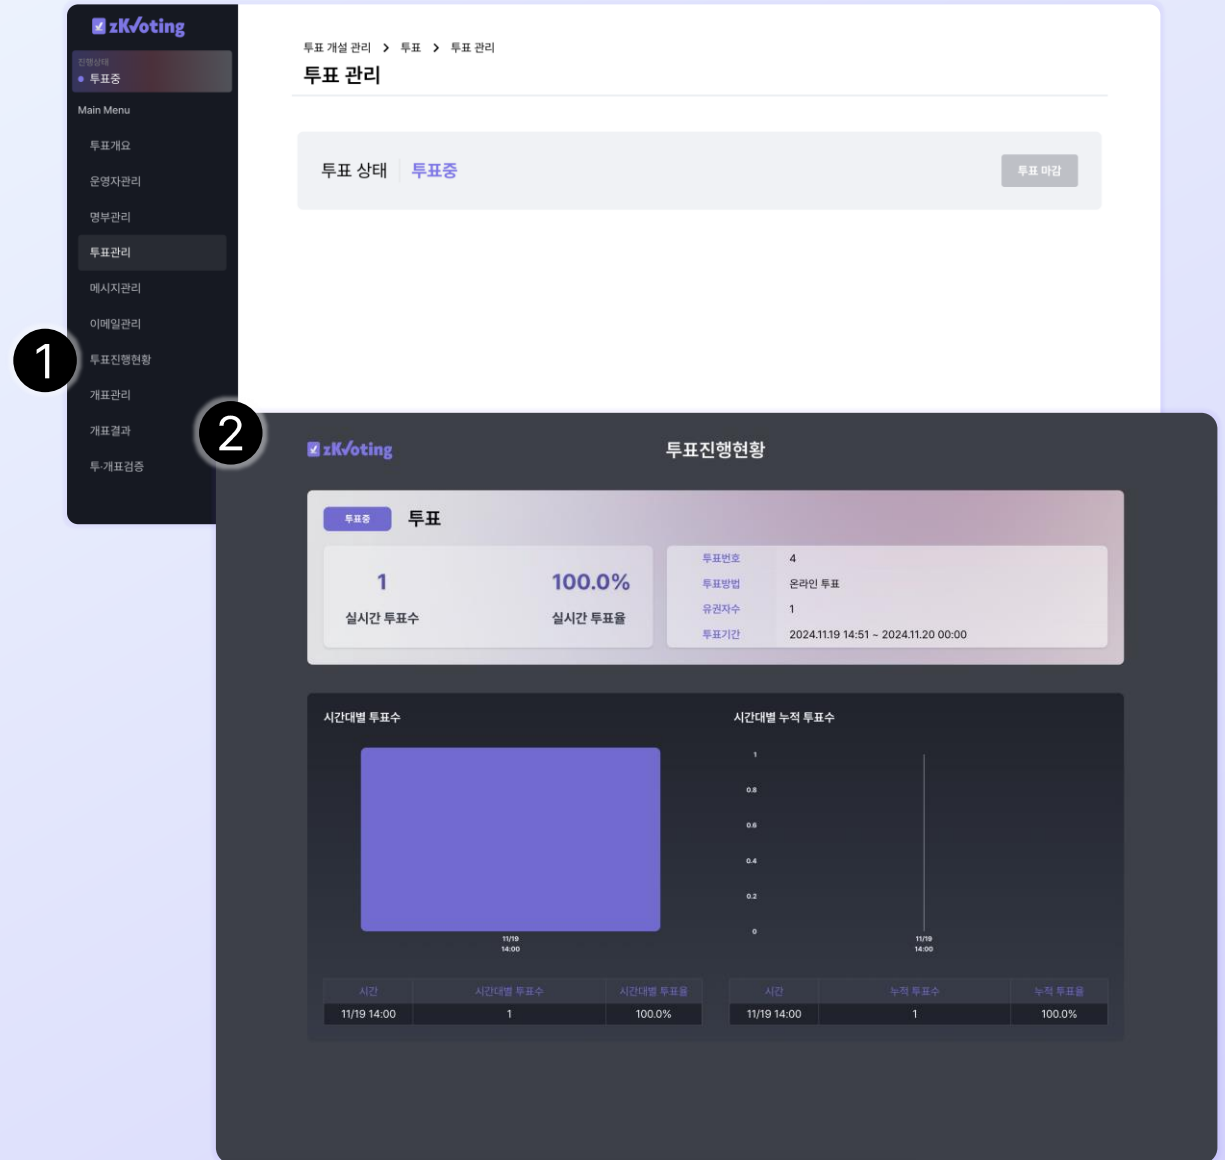 zKVoting
진행상태
투표중
Main Menu
투표개요
운영자관리
명부관리
투표관리
메시지관리
이메일관리
투표진행현황
개표관리
개표결과
투·개표검증
투표 개설 관리 > 투표 > 투표 관리
투표 관리
투표 상태 투표중
투표 마감
1
2
zKVoting
투표진행현황
투표중 투표
1 100.0%
실시간 투표수 실시간 투표율
투표번호 4
투표방법 온라인 투표
유권자수 1
투표기간 2024.11.19 14:51 ~ 2024.11.20 00:00
시간대별 투표수
11/19
14:00
시간 시간대별 투표수 시간대별 투표율
11/19 14:00 1 100.0%
시간대별 누적 투표수
1
0.8
0.6
0.4
0.2
0
11/19
14:00
시간 누적 투표수 누적 투표율
11/19 14:00 1 100.0%